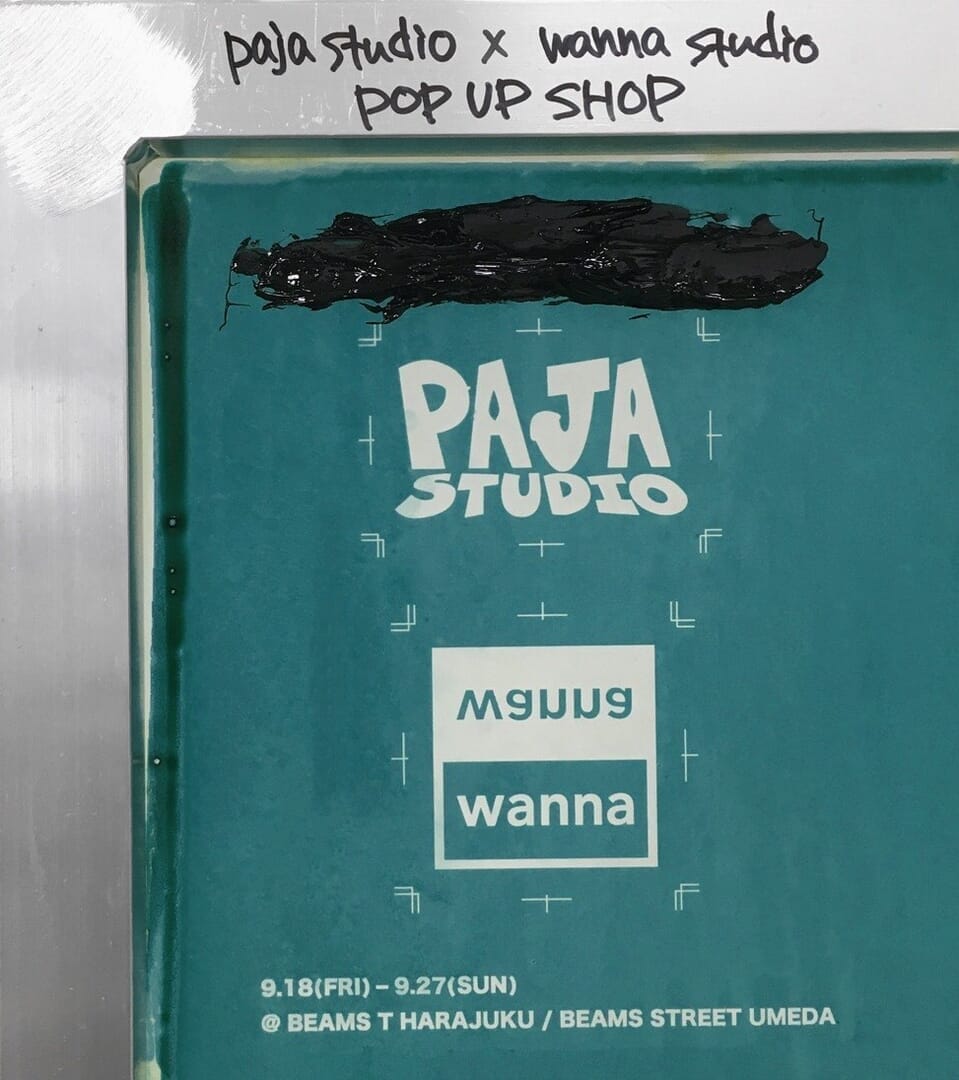 paja studio x wanna studio
POP UP SHOP
PAJA
STUDIO
wanna
wanna
9.18(FRI) – 9.27(SUN)
@ BEAMS T HARAJUKU / BEAMS STREET UMEDA